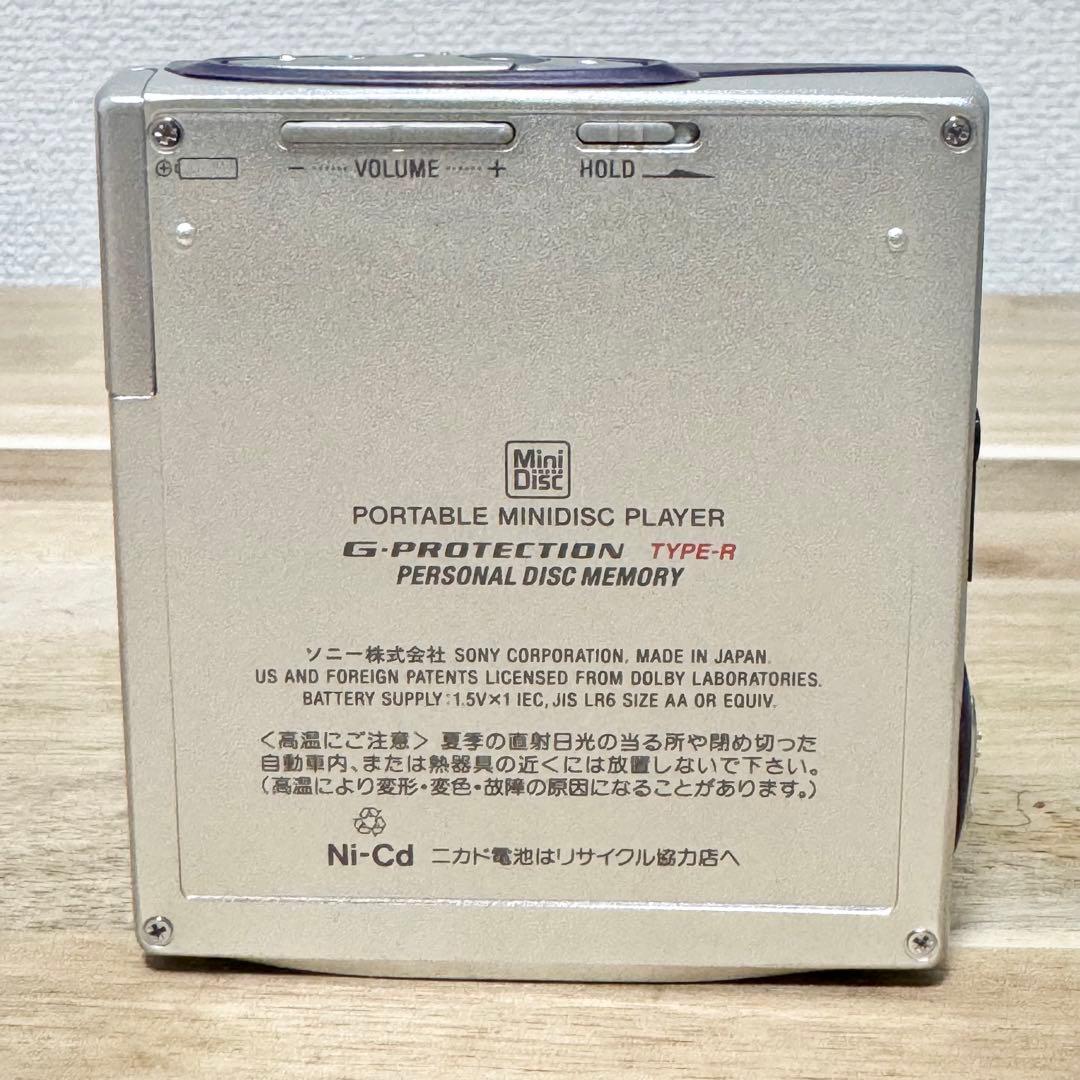 ⊕
− VOLUME +
HOLD
Mini Disc
PORTABLE MINIDISC PLAYER
G-PROTECTION TYPE-R
PERSONAL DISC MEMORY
ソニー株式会社 SONY CORPORATION, MADE IN JAPAN.
US AND FOREIGN PATENTS LICENSED FROM DOLBY LABORATORIES.
BATTERY SUPPLY: 1.5V×1 IEC, JIS LR6 SIZE AA OR EQUIV.
<高温にご注意> 夏季の直射日光の当る所や閉め切った
自動車内、または熱器具の近くには放置しないで下さい。
(高温により変形・変色・故障の原因になることがあります。)
Ni-Cd ニカド電池はリサイクル協力店へ